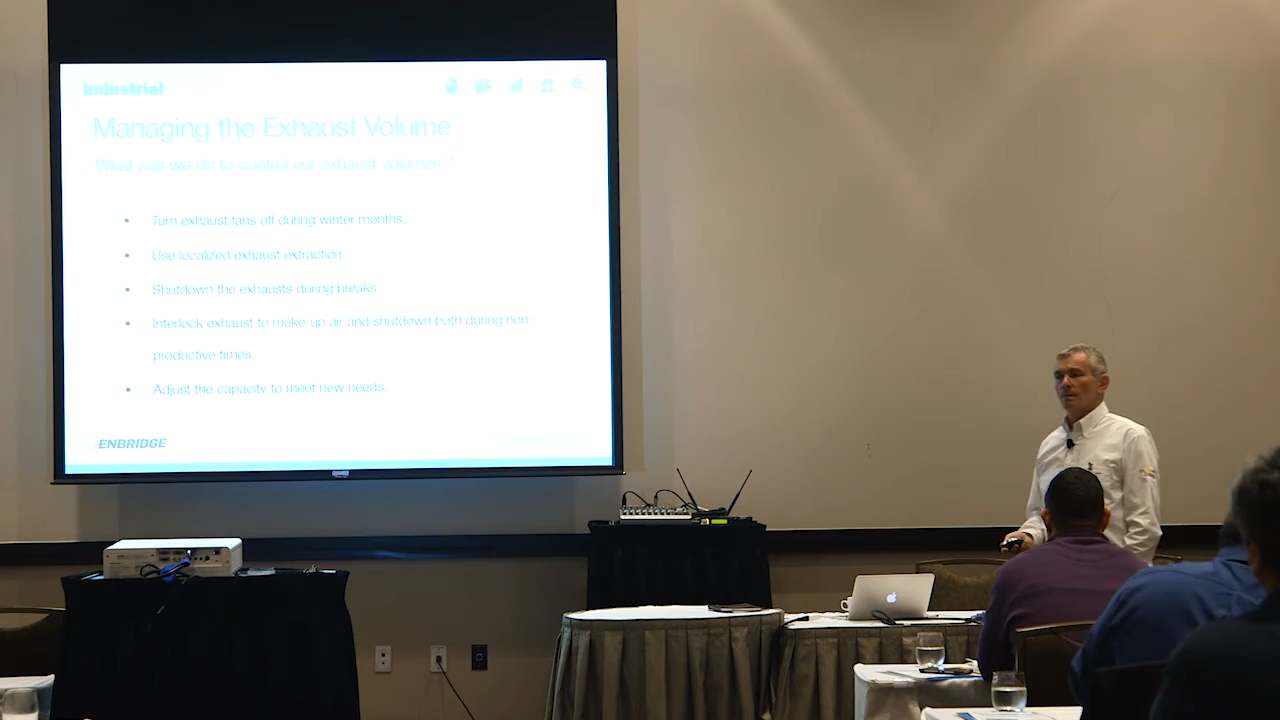 Industrial
Managing the Exhaust Volume
What can we do to control our exhaust volumes.?
Turn exhaust fans off during winter months.
Use localized exhaust extraction.
Shutdown the exhausts during breaks.
Interlock exhaust to make-up air and shutdown both during non-
productive times.
Adjust the capacity to meet new needs.
ENBRIDGE